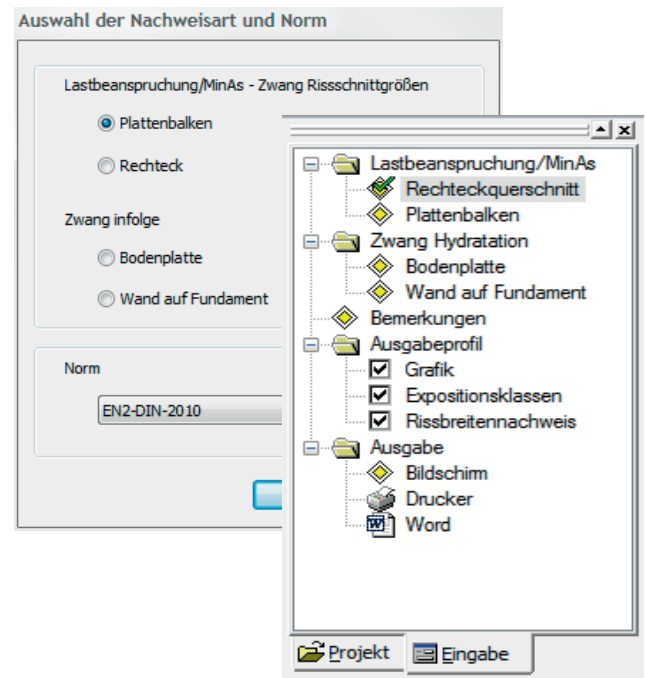 Auswahl der Nachweisart und Norm
Lastbeanspruchung/MinAs - Zwang Rissschnittgrößen
Plattenbalken
Rechteck
Zwang infolge
Bodenplatte
Wand auf Fundament
Norm
EN2-DIN-2010
Lastbeanspruchung/MinAs
Rechteckquerschnitt
Plattenbalken
Zwang Hydratation
Bodenplatte
Wand auf Fundament
Bemerkungen
Ausgabeprofil
Grafik
Expositionsklassen
Rissbreitennachweis
Ausgabe
Bildschirm
Drucker
Word
Projekt Eingabe